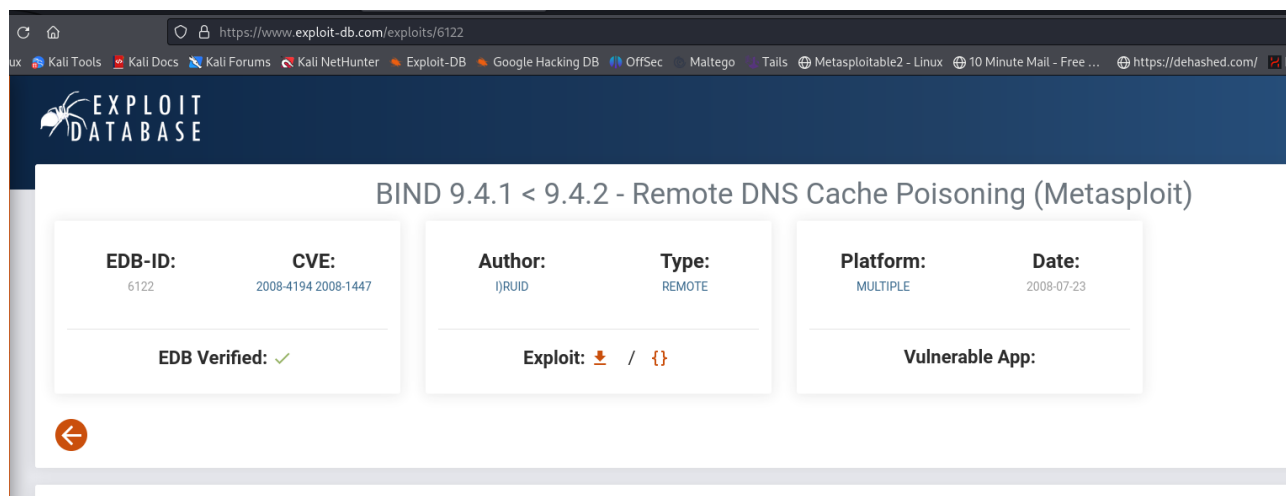 https://www.exploit-db.com/exploits/6122
ux Kali Tools Kali Docs Kali Forums Kali NetHunter Exploit-DB Google Hacking DB OffSec Maltego Tails Metasploitable2 - Linux 10 Minute Mail - Free ... https://dehashed.com/
EXPLOIT
DATABASE
BIND 9.4.1 < 9.4.2 - Remote DNS Cache Poisoning (Metasploit)
EDB-ID: CVE: Author: Type: Platform: Date:
6122 2008-4194 2008-1447 I)RUID REMOTE MULTIPLE 2008-07-23
EDB Verified: ✓ Exploit: / {} Vulnerable App: